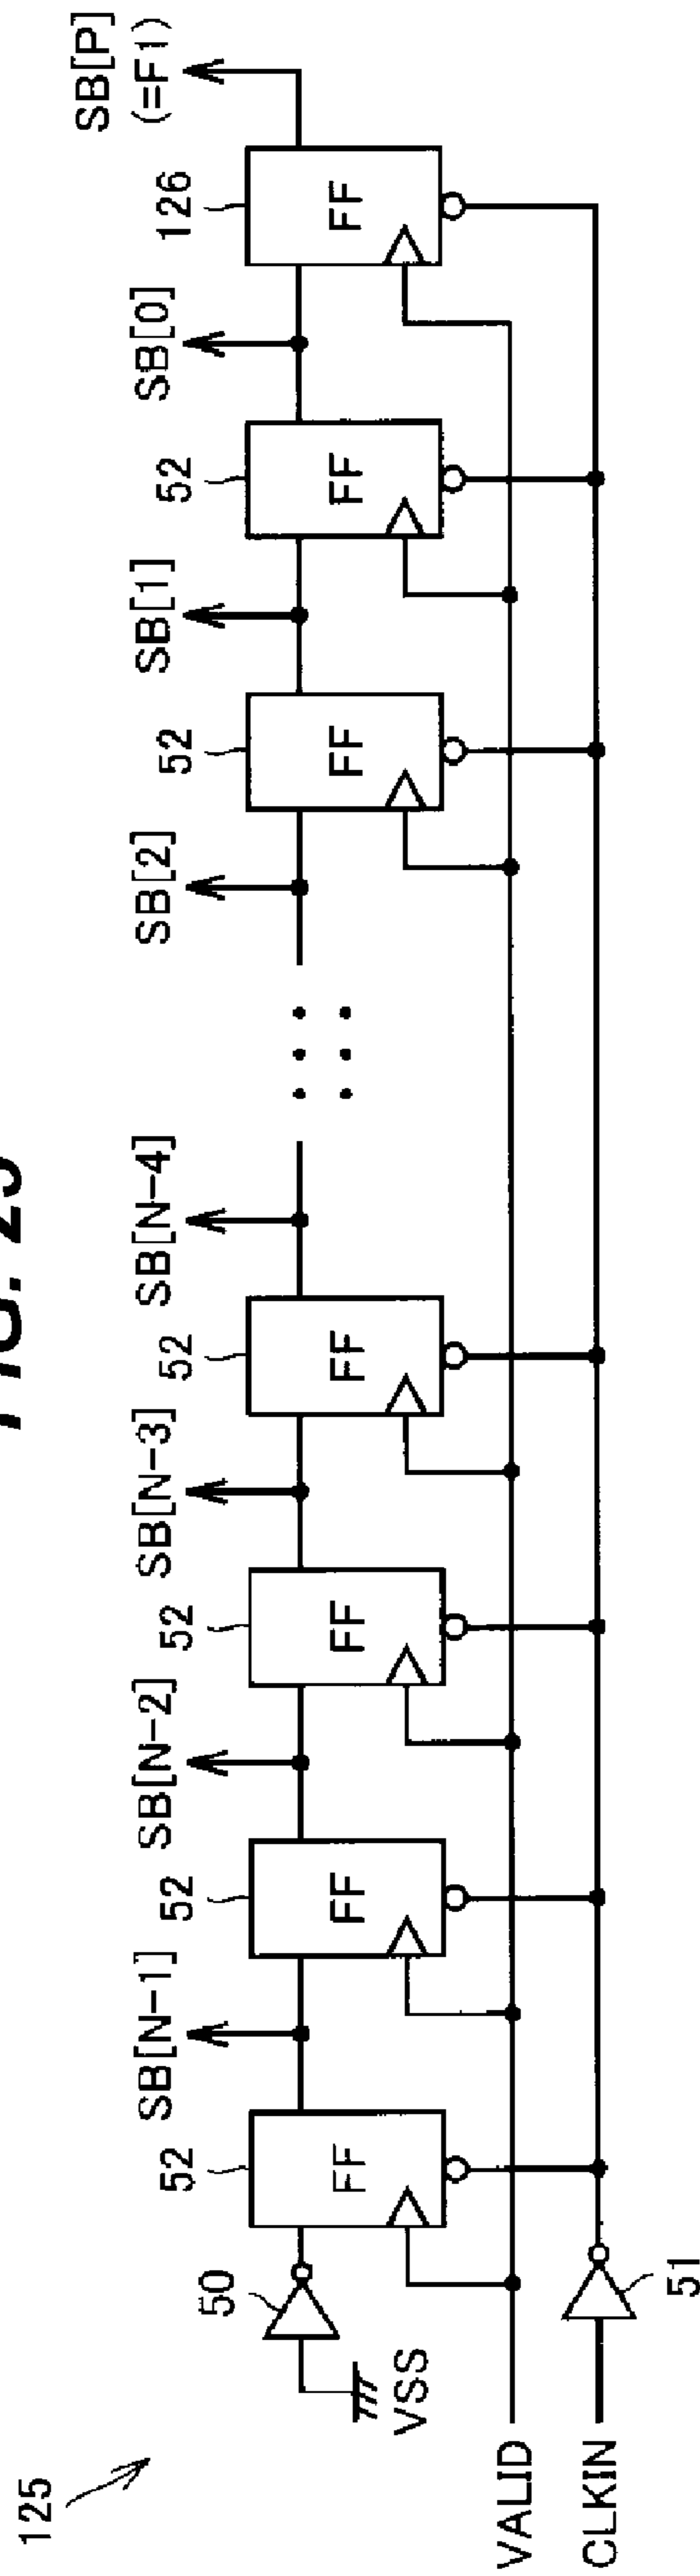 FIG.
125
SB[N-1]
SB[N-2]
SB[N-3]
SB[N-4]
SB[2]
SB[1]
SB[0]
SB[P]
(=F1)
50
52
52
52
52
52
52
126
FF
FF
FF
FF
FF
FF
FF
VSS
VALID
CLKIN
51